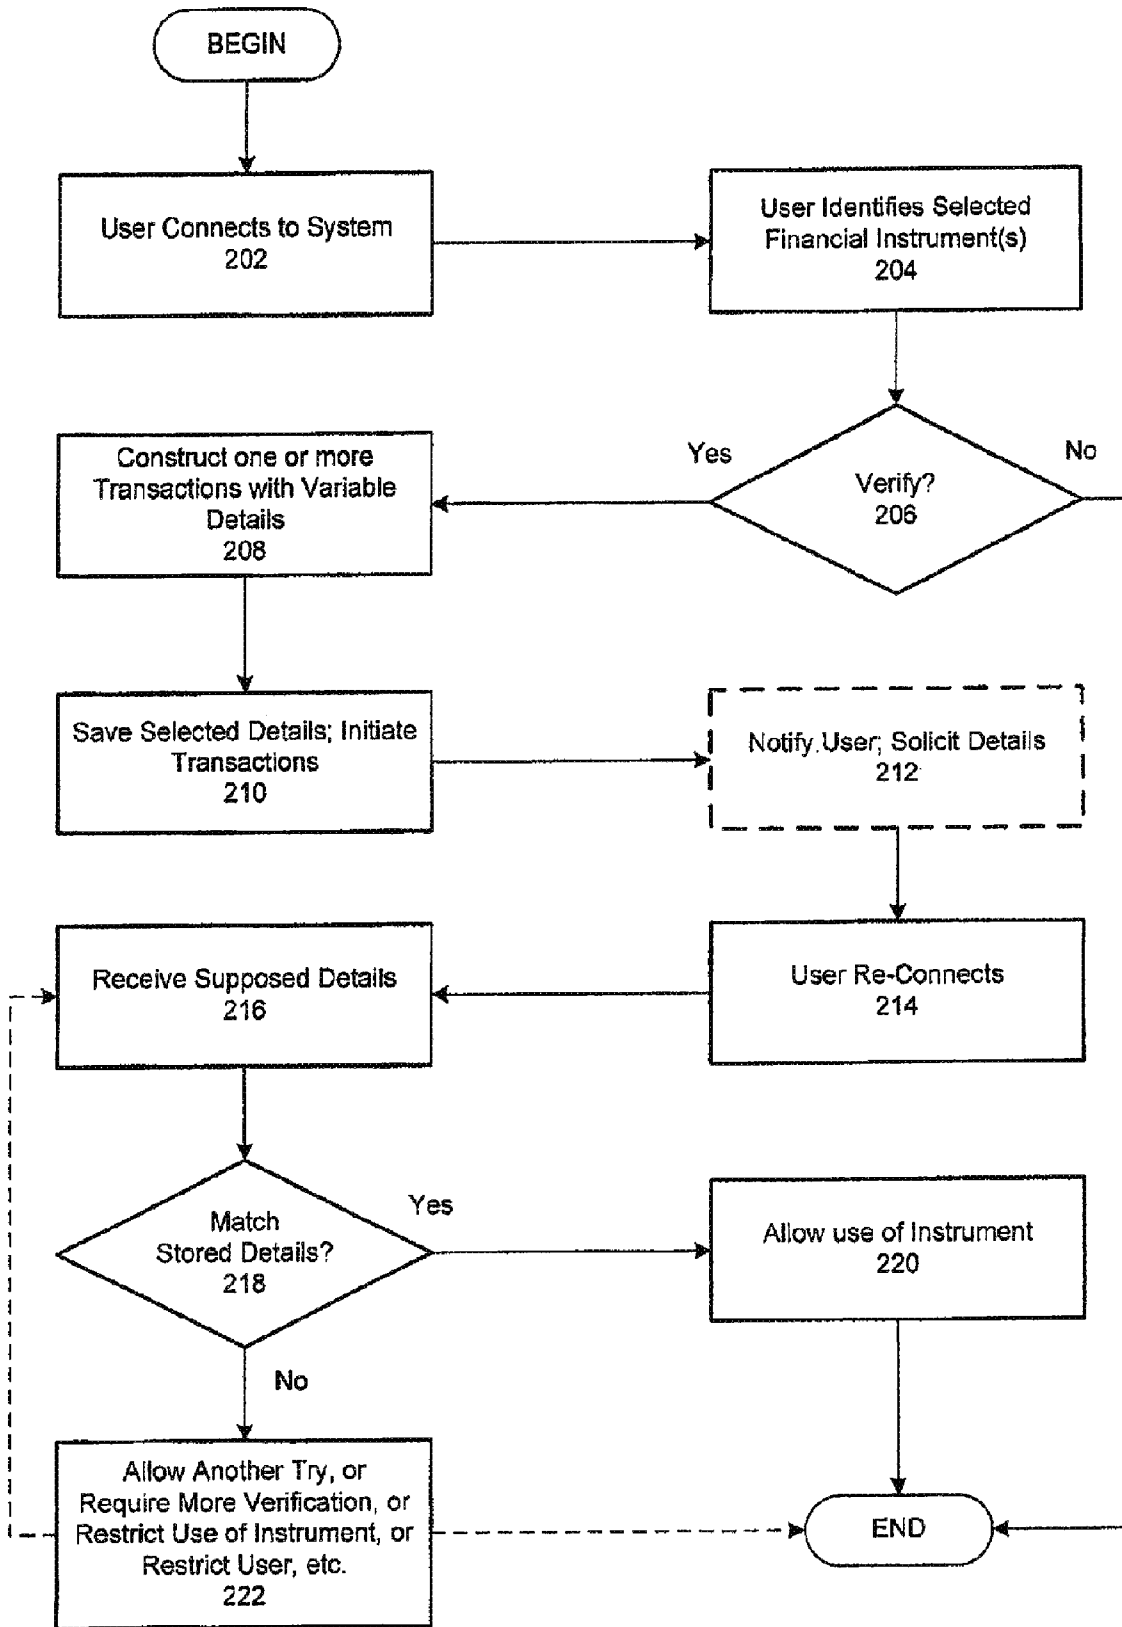 BEGIN
User Connects to System
202
User Identifies Selected
Financial Instrument(s)
204
Yes
No
Verify?
206
Construct one or more
Transactions with Variable
Details
208
Save Selected Details; Initiate
Transactions
210
Notify User; Solicit Details
212
Receive Supposed Details
216
User Re-Connects
214
Match
Stored Details?
218
Yes
Allow use of Instrument
220
No
Allow Another Try, or
Require More Verification, or
Restrict Use of Instrument, or
Restrict User, etc.
222
END